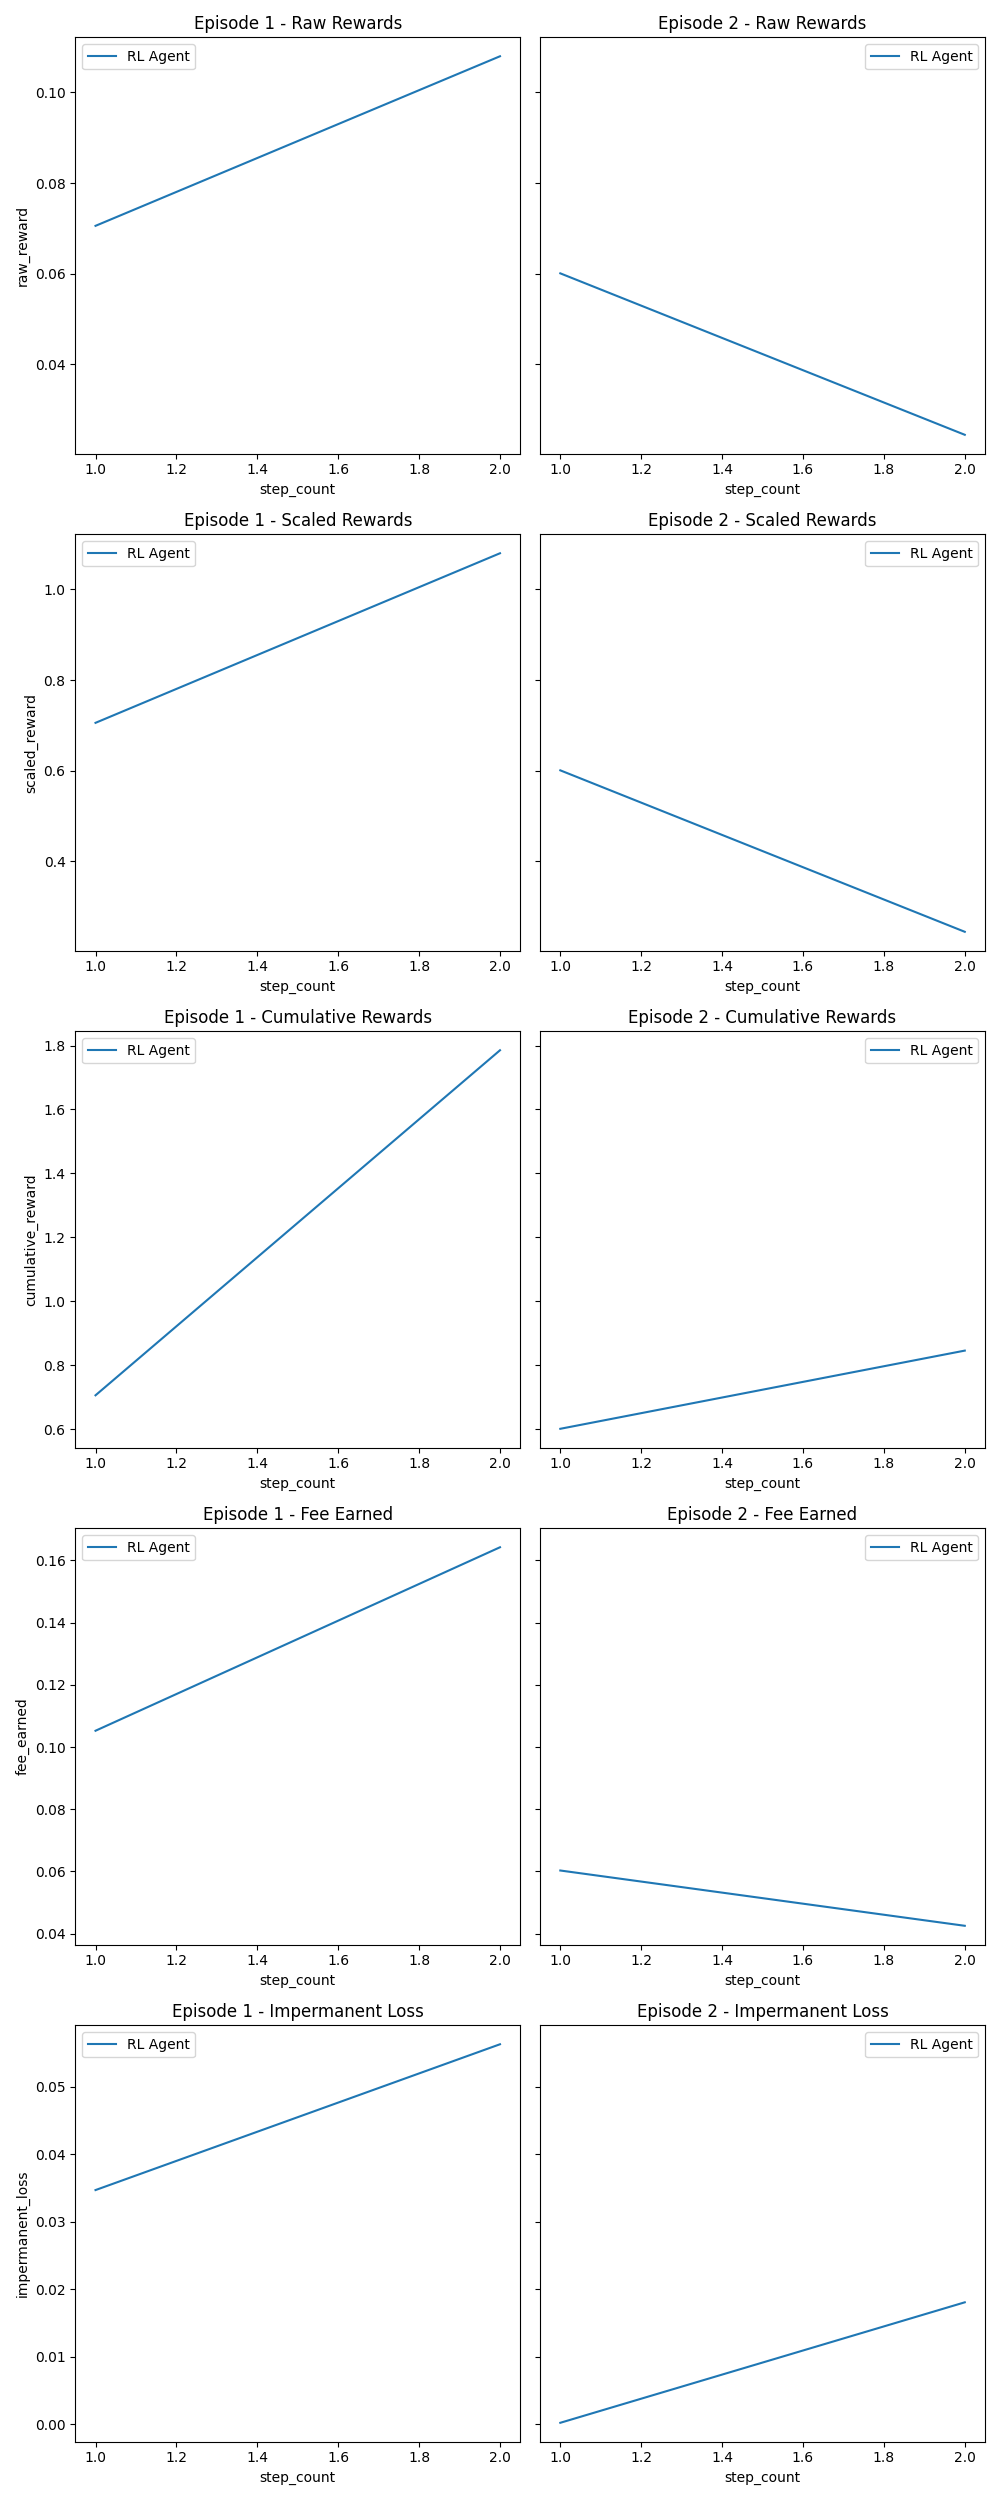 Episode 1 - Raw Rewards
RL Agent
0.10
0.08
0.06
0.04
raw_reward
1.0 1.2 1.4 1.6 1.8 2.0
step_count
Episode 2 - Raw Rewards
RL Agent
1.0 1.2 1.4 1.6 1.8 2.0
step_count
Episode 1 - Scaled Rewards
RL Agent
1.0
0.8
0.6
0.4
scaled_reward
1.0 1.2 1.4 1.6 1.8 2.0
step_count
Episode 2 - Scaled Rewards
RL Agent
1.0 1.2 1.4 1.6 1.8 2.0
step_count
Episode 1 - Cumulative Rewards
RL Agent
1.8
1.6
1.4
1.2
1.0
0.8
0.6
cumulative_reward
1.0 1.2 1.4 1.6 1.8 2.0
step_count
Episode 2 - Cumulative Rewards
RL Agent
1.0 1.2 1.4 1.6 1.8 2.0
step_count
Episode 1 - Fee Earned
RL Agent
0.16
0.14
0.12
0.10
0.08
0.06
0.04
fee_earned
1.0 1.2 1.4 1.6 1.8 2.0
step_count
Episode 2 - Fee Earned
RL Agent
1.0 1.2 1.4 1.6 1.8 2.0
step_count
Episode 1 - Impermanent Loss
RL Agent
0.05
0.04
0.03
0.02
0.01
0.00
impermanent_loss
1.0 1.2 1.4 1.6 1.8 2.0
step_count
Episode 2 - Impermanent Loss
RL Agent
1.0 1.2 1.4 1.6 1.8 2.0
step_count